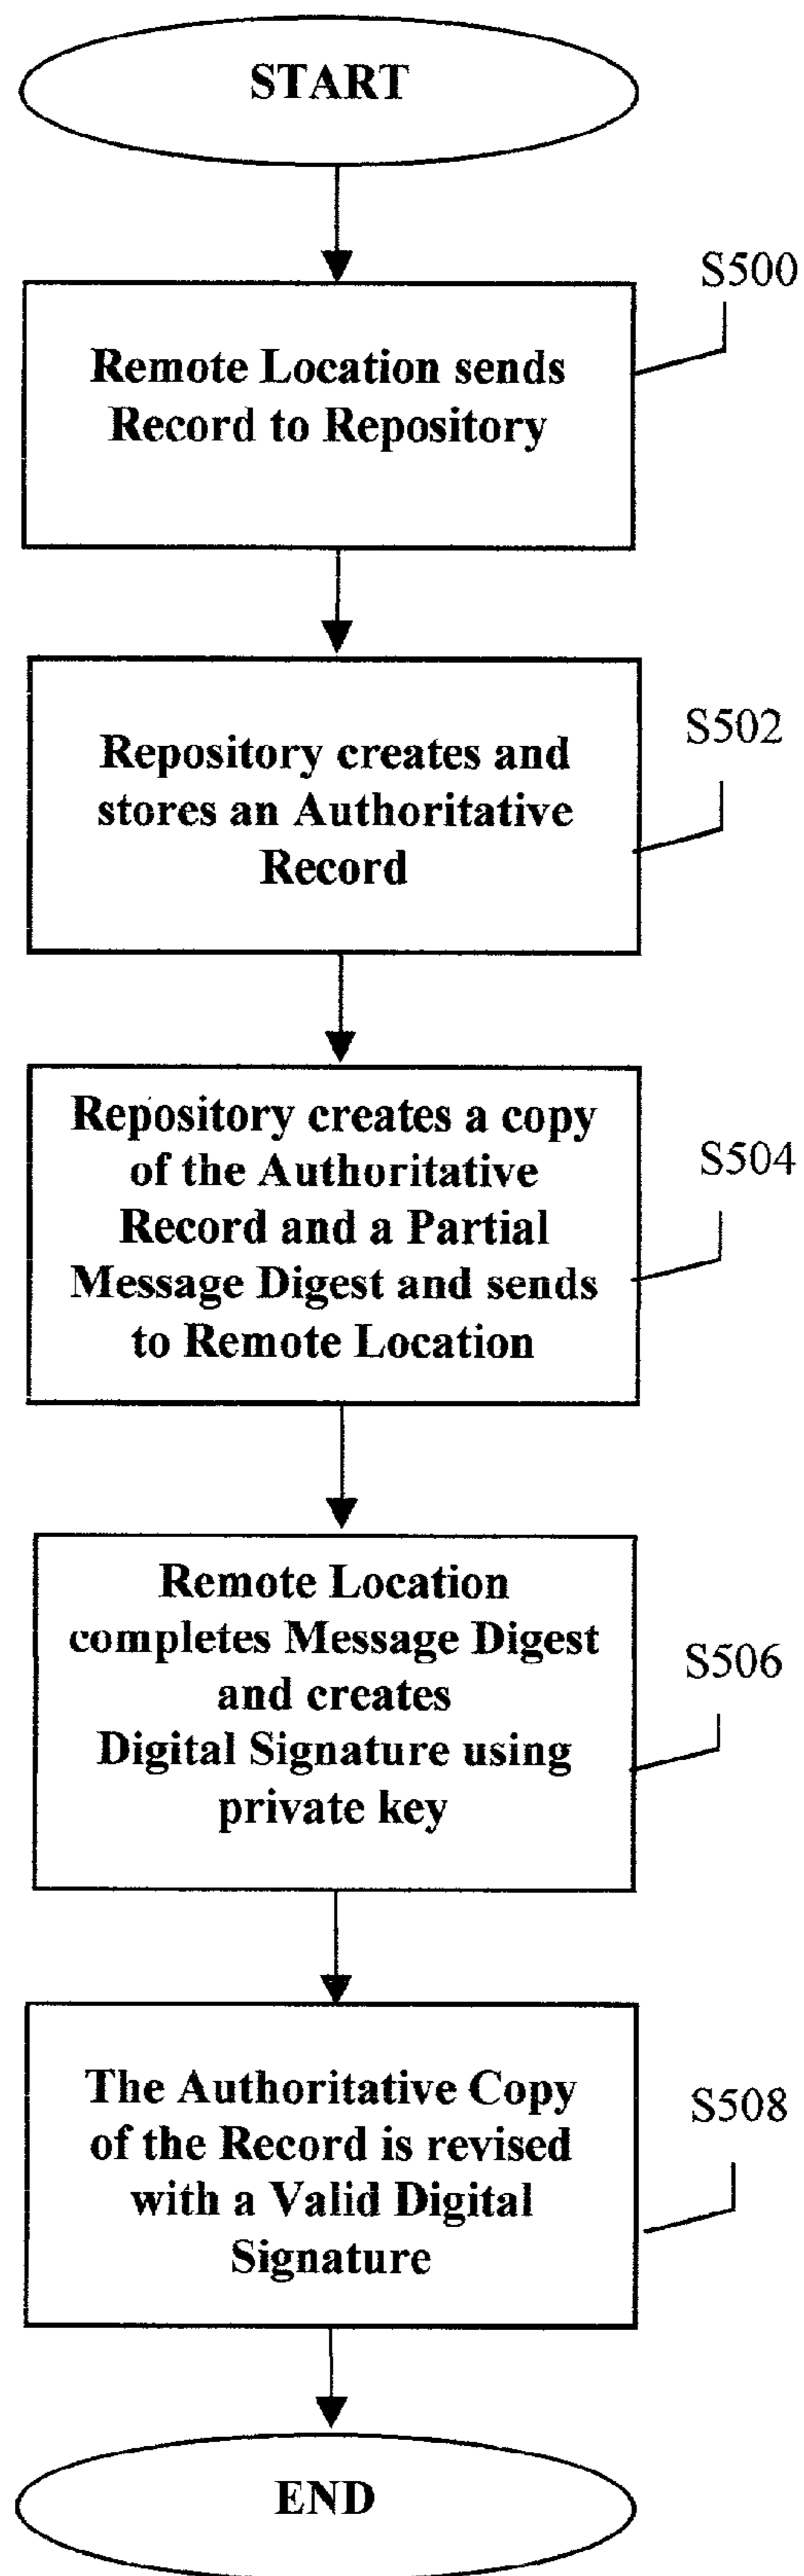 START
S500
Remote Location sends
Record to Repository
S502
Repository creates and
stores an Authoritative
Record
Repository creates a copy
of the Authoritative
S504
Record and a Partial
Message Digest and sends
to Remote Location
Remote Location
completes Message Digest
S506
and creates
Digital Signature using
private key
The Authoritative Copy
S508
of the Record is revised
with a Valid Digital
Signature
END